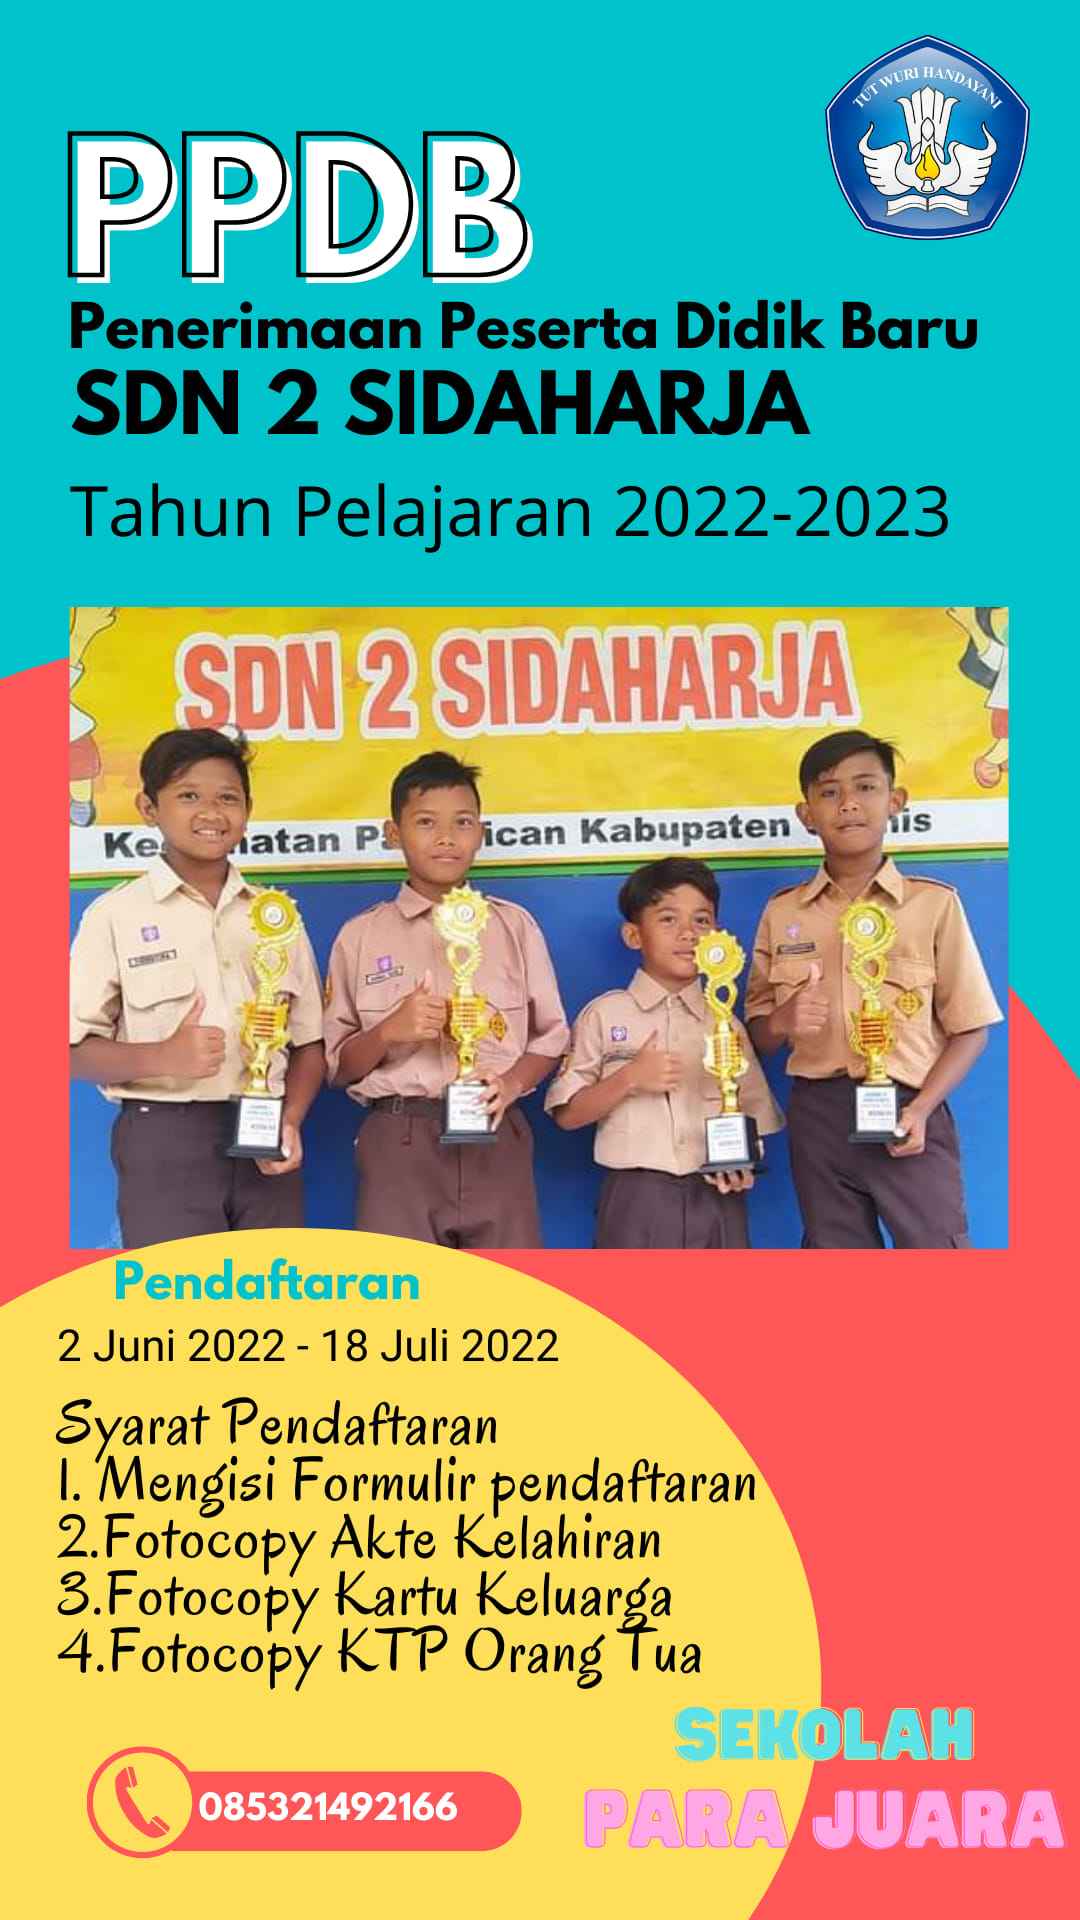 TUT WURI HANDAYANI
PPDB
Penerimaan Peserta Didik Baru
SDN 2 SIDAHARJA
Tahun Pelajaran 2022-2023
SDN 2 SIDAHARJA
Kabupaten
Pendaftaran
2 Juni 2022 - 18 Juli 2022
Syarat Pendaftaran
1. Mengisi Formulir pendaftaran
2.Fotocopy Akte Kelahiran
3.Fotocopy Kartu Keluarga
4.Fotocopy KTP Orang Tua
SEKOLAH
PARA JUARA
085321492166